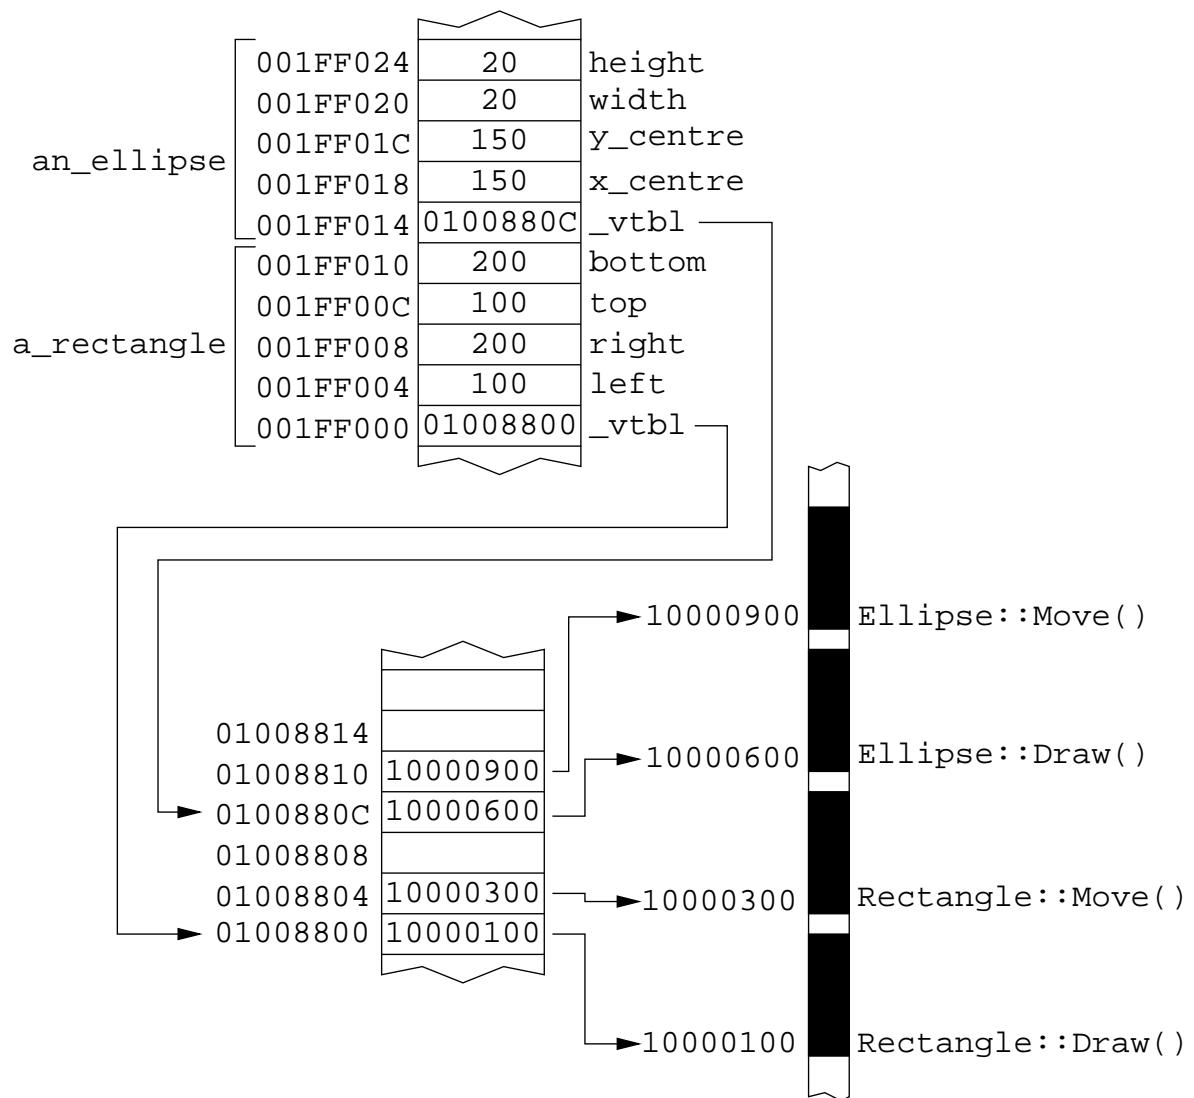 001FF024 20 height
001FF020 20 width
001FF01C 150 y_centre
an_ellipse
001FF018 150 x_centre
001FF014 0100880C _vtbl
001FF010 200 bottom
001FF00C 100 top
a_rectangle 001FF008 200 right
001FF004 100 left
001FF000 01008800 _vtbl
10000900 Ellipse::Move()
01008814
10000600 Ellipse::Draw()
01008810 10000900
0100880C 10000600
01008808
01008804 10000300
10000300 Rectangle::Move()
01008800 10000100
10000100 Rectangle::Draw()